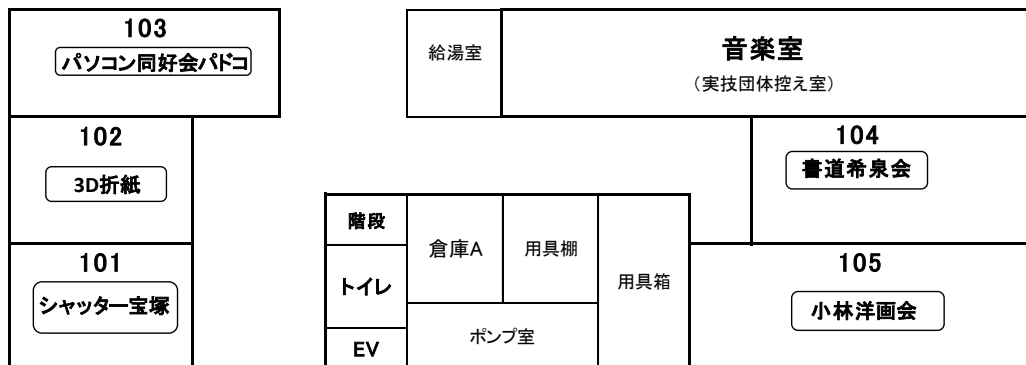 103
パソコン同好会パドコ
給湯室
音楽室
（実技団体控え室）
102
3D折紙
104
書道希泉会
階段
倉庫A
用具棚
用具箱
101
シャッター宝塚
トイレ
105
小林洋画会
ポンプ室
EV